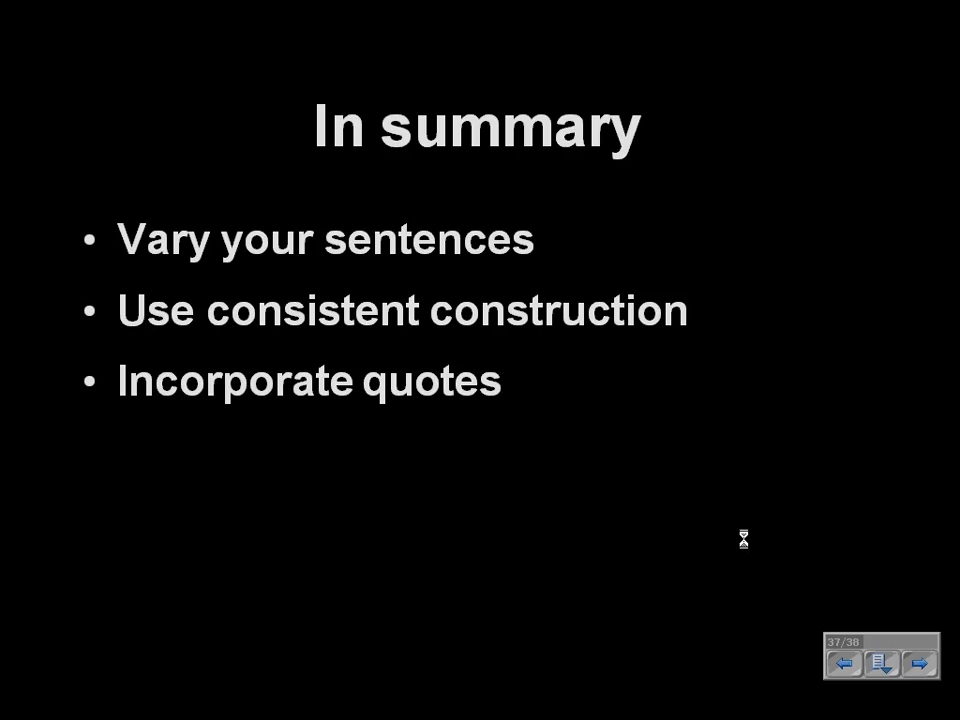 In summary
• Vary your sentences
• Use consistent construction
• Incorporate quotes
37/38